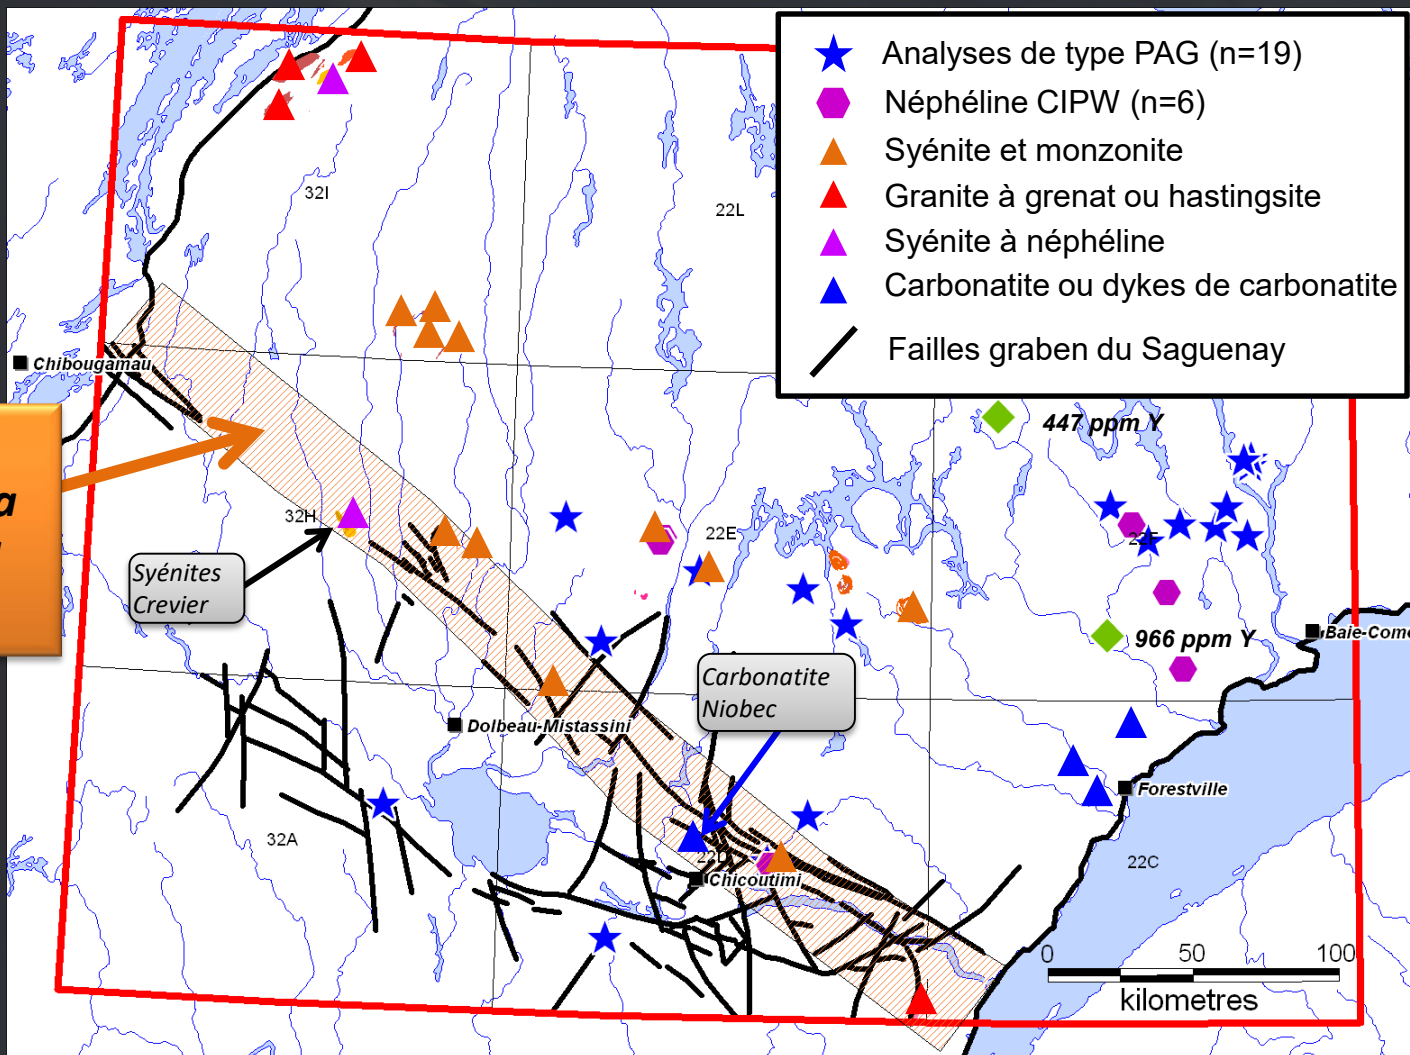 Analyses de type PAG (n=19)
Néphéline CIPW (n=6)
Syénite et monzonite
Granite à grenat ou hastingsite
Syénite à néphéline
Carbonatite ou dykes de carbonatite
Failles graben du Saguenay
32I
22L
Chibougamau
447 ppm Y
a
32H
22E
Syénites
Crevier
966 ppm Y
Baie-Come
Carbonatite
Niobec
Dolbeau-Mistassini
Forestville
32A
22D
22C
Chicoutimi
0 50 100
kilometres